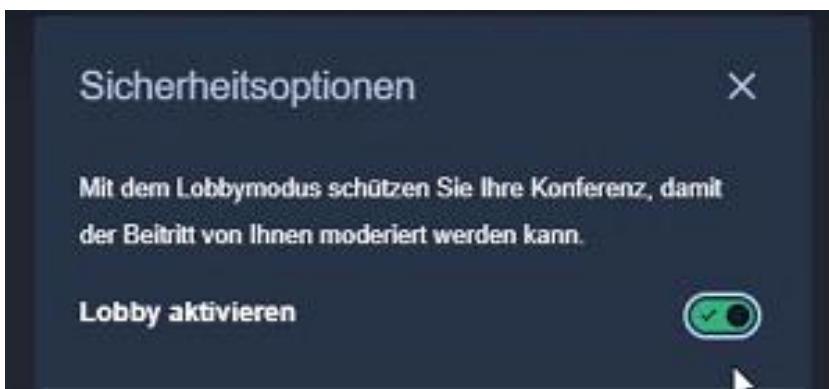 Sicherheitsoptionen
Mit dem Lobbymodus schützen Sie Ihre Konferenz, damit
der Beitritt von Ihnen moderiert werden kann.
Lobby aktivieren